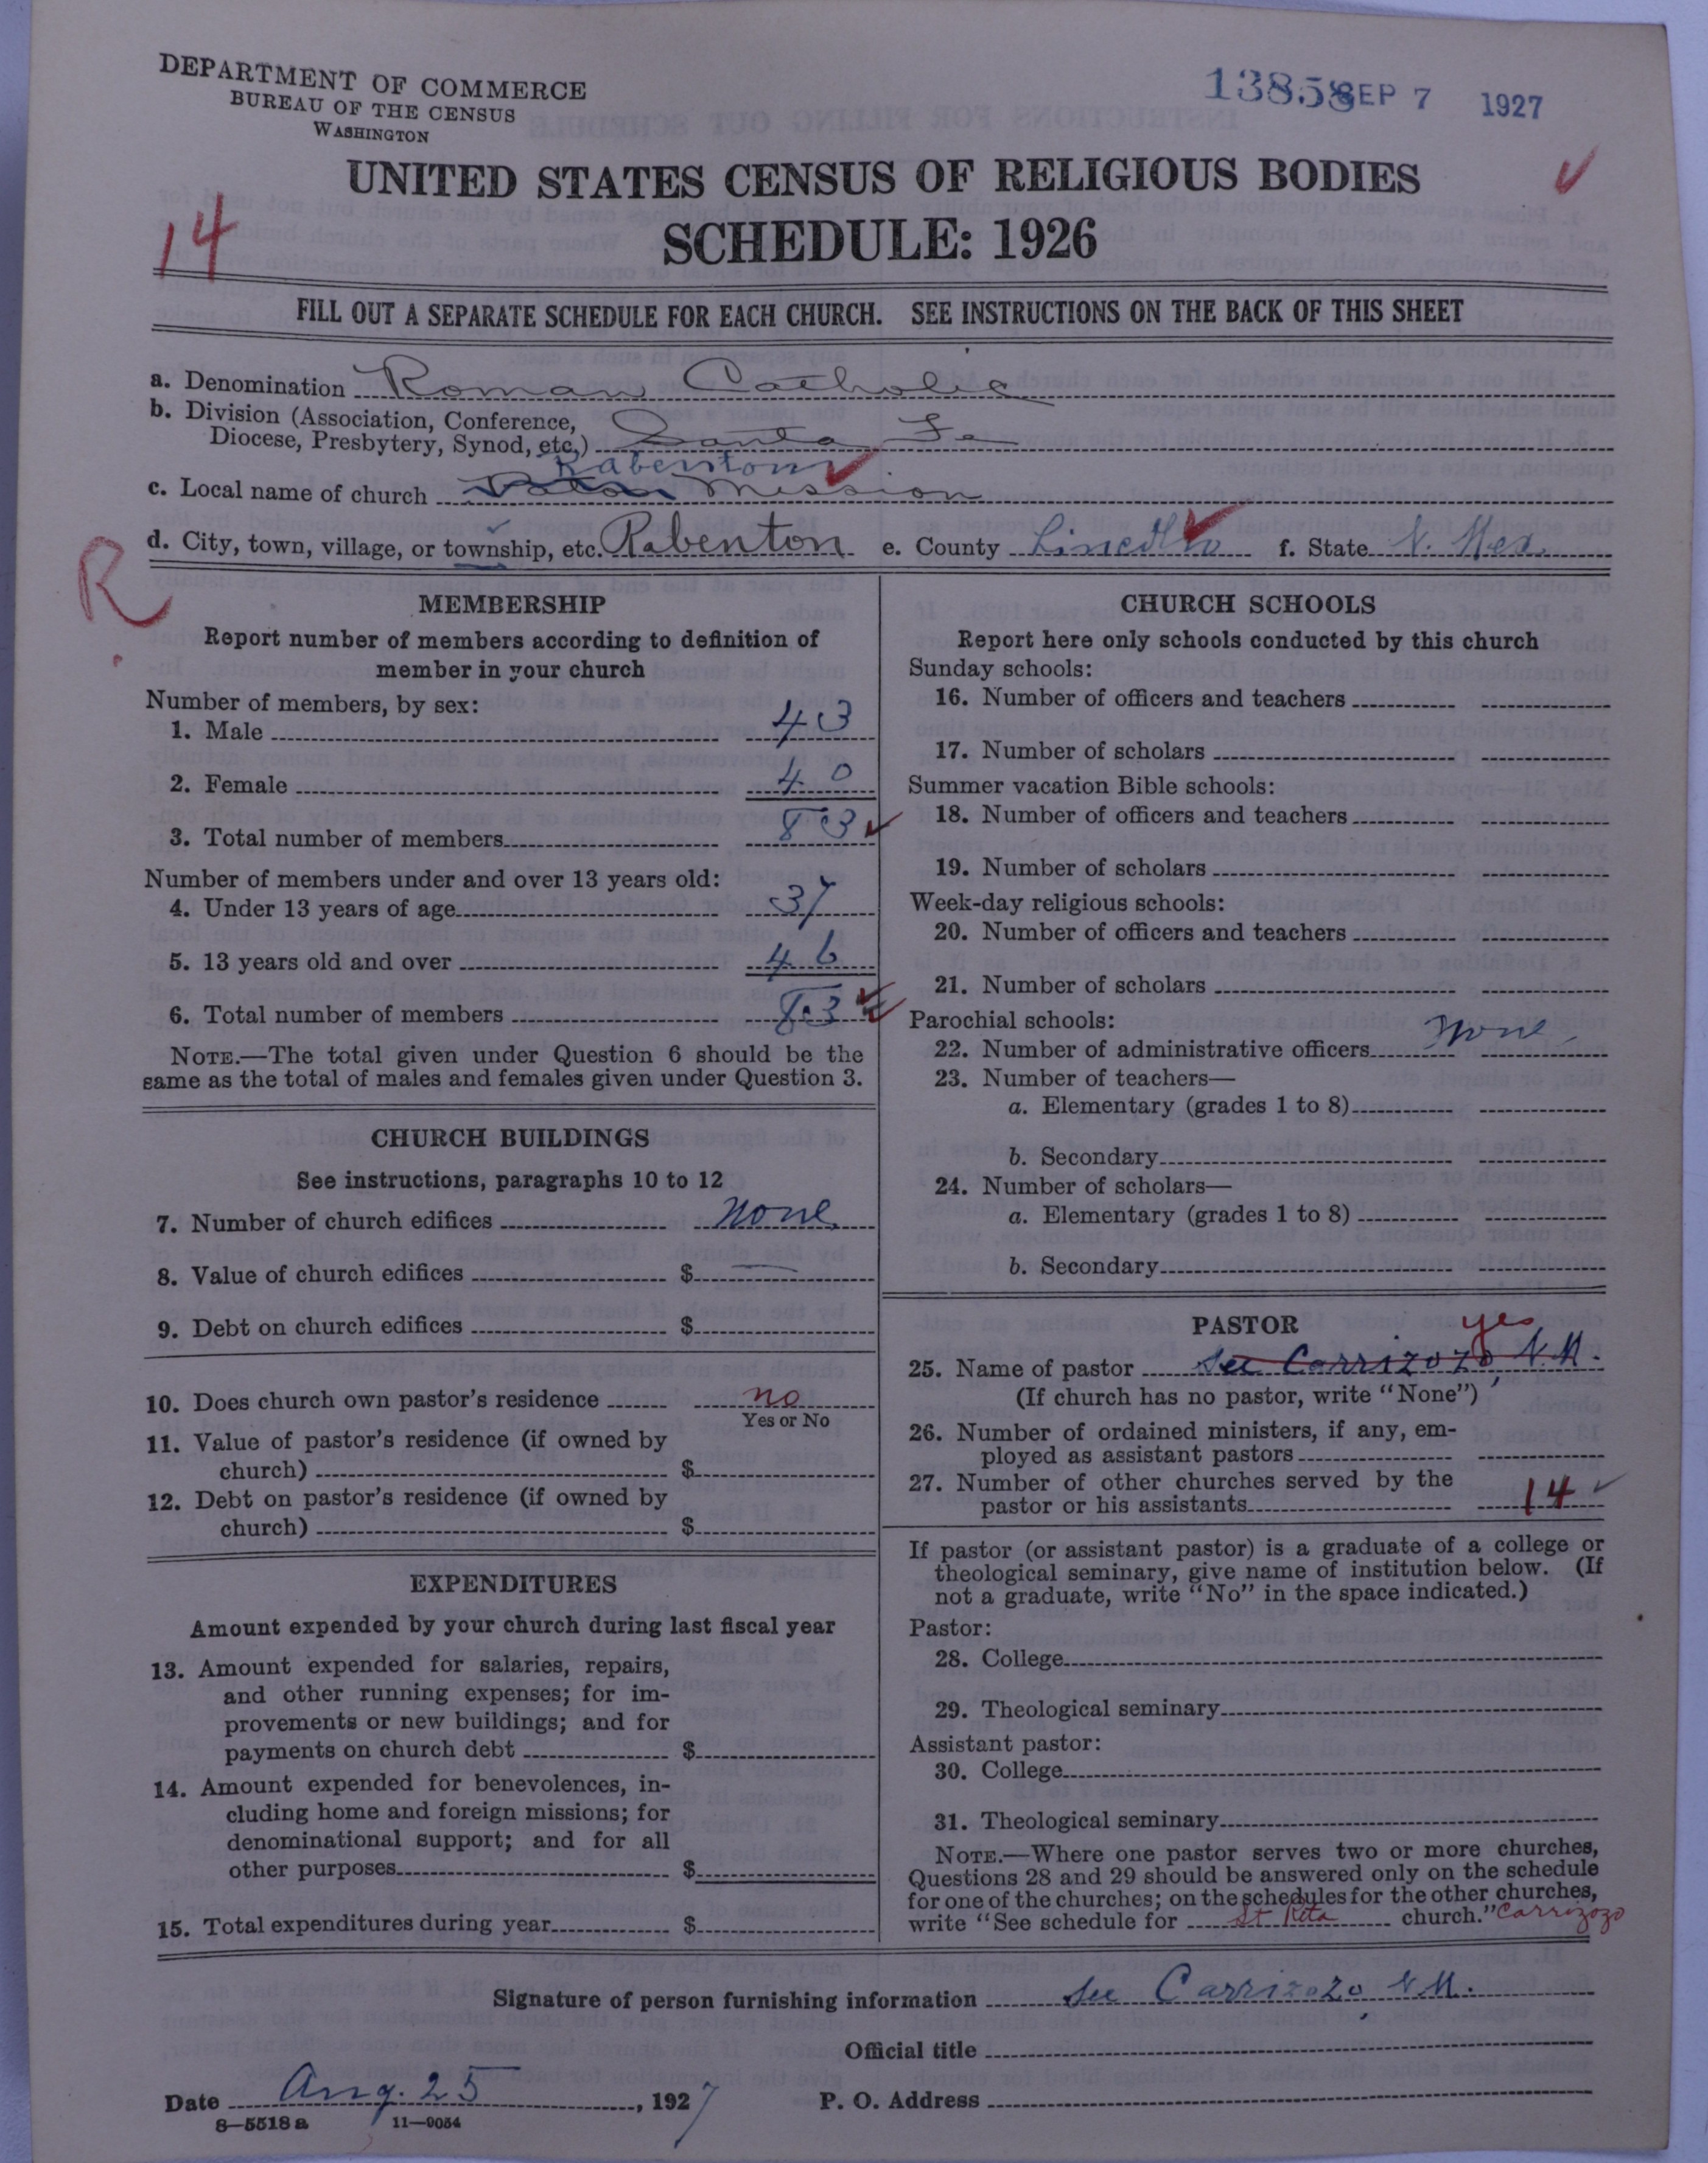 DEPARTMENT OF COMMERCE
BUREAU OF THE CENSUS
WASHINGTON
13858 SEP 7 1927
UNITED STATES CENSUS OF RELIGIOUS BODIES
14
SCHEDULE: 1926
FILL OUT A SEPARATE SCHEDULE FOR EACH CHURCH. SEE INSTRUCTIONS ON THE BACK OF THIS SHEET
a. Denomination Roman Catholic
b. Division (Association, Conference,
Diocese, Presbytery, Synod, etc.) Santa Fe
Rabenton
c. Local name of church Mission
d. City, town, village, or township, etc. Rabenton e. County Lincoln f. State N. Mex.
R
MEMBERSHIP
Report number of members according to definition of
member in your church
Number of members, by sex:
1. Male 43
2. Female 40
3. Total number of members 83
Number of members under and over 13 years old:
4. Under 13 years of age 37
5. 13 years old and over 46
6. Total number of members 83
NOTE.—The total given under Question 6 should be the
same as the total of males and females given under Question 3.
CHURCH BUILDINGS
See instructions, paragraphs 10 to 12
7. Number of church edifices none
8. Value of church edifices $ —
9. Debt on church edifices $
10. Does church own pastor's residence no
Yes or No
11. Value of pastor's residence (if owned by
church) $
12. Debt on pastor's residence (if owned by
church) $
EXPENDITURES
Amount expended by your church during last fiscal year
13. Amount expended for salaries, repairs,
and other running expenses; for im-
provements or new buildings; and for
payments on church debt $
14. Amount expended for benevolences, in-
cluding home and foreign missions; for
denominational support; and for all
other purposes $
15. Total expenditures during year $
CHURCH SCHOOLS
Report here only schools conducted by this church
Sunday schools:
16. Number of officers and teachers
17. Number of scholars
Summer vacation Bible schools:
18. Number of officers and teachers
19. Number of scholars
Week-day religious schools:
20. Number of officers and teachers
21. Number of scholars
Parochial schools:
22. Number of administrative officers none
23. Number of teachers—
a. Elementary (grades 1 to 8)
b. Secondary
24. Number of scholars—
a. Elementary (grades 1 to 8)
b. Secondary
PASTOR yes
25. Name of pastor See Carrizozo, N.M.
(If church has no pastor, write "None")
26. Number of ordained ministers, if any, em-
ployed as assistant pastors
27. Number of other churches served by the
pastor or his assistants 14
If pastor (or assistant pastor) is a graduate of a college or
theological seminary, give name of institution below. (If
not a graduate, write "No" in the space indicated.)
Pastor:
28. College
29. Theological seminary
Assistant pastor:
30. College
31. Theological seminary
NOTE.—Where one pastor serves two or more churches,
Questions 28 and 29 should be answered only on the schedule
for one of the churches; on the schedules for the other churches,
write "See schedule for St Rita church." Carrizozo
Signature of person furnishing information See Carrizozo, N.M.
Official title
Date Aug. 25, 1927 P. O. Address
8—5518 a 11—9054